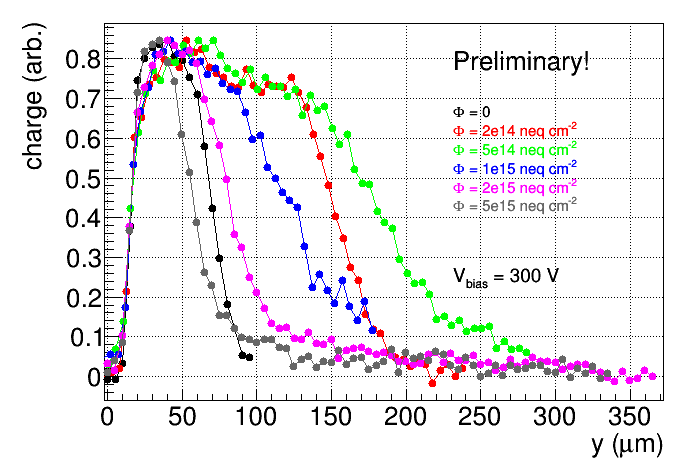 charge (arb.)
0.8
0.7
0.6
0.5
0.4
0.3
0.2
0.1
0
Preliminary!
Φ = 0
Φ = 2e14 neq cm⁻²
Φ = 5e14 neq cm⁻²
Φ = 1e15 neq cm⁻²
Φ = 2e15 neq cm⁻²
Φ = 5e15 neq cm⁻²
V_bias = 300 V
0 50 100 150 200 250 300 350
y (μm)